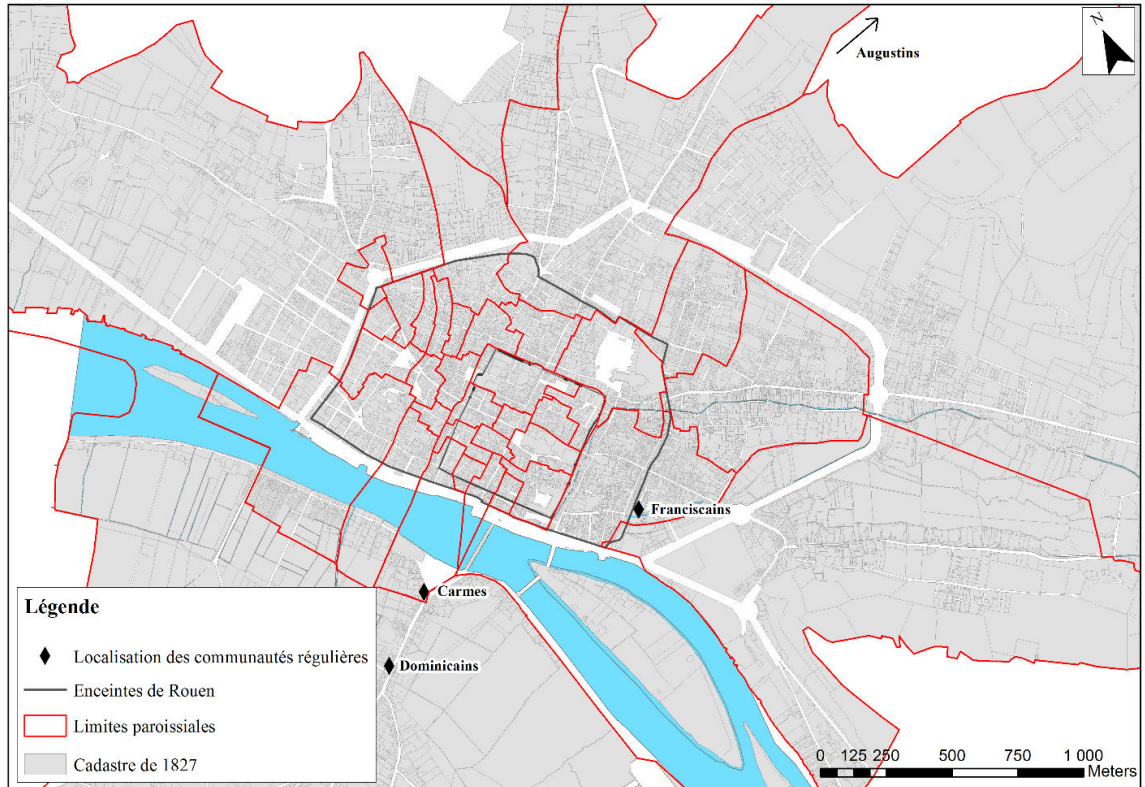 N
Augustins
Franciscains
Carmes
Dominicains
Légende
Localisation des communautés régulières
Enceintes de Rouen
Limites paroissiales
Cadastre de 1827
0 125 250 500 750 1 000
Meters